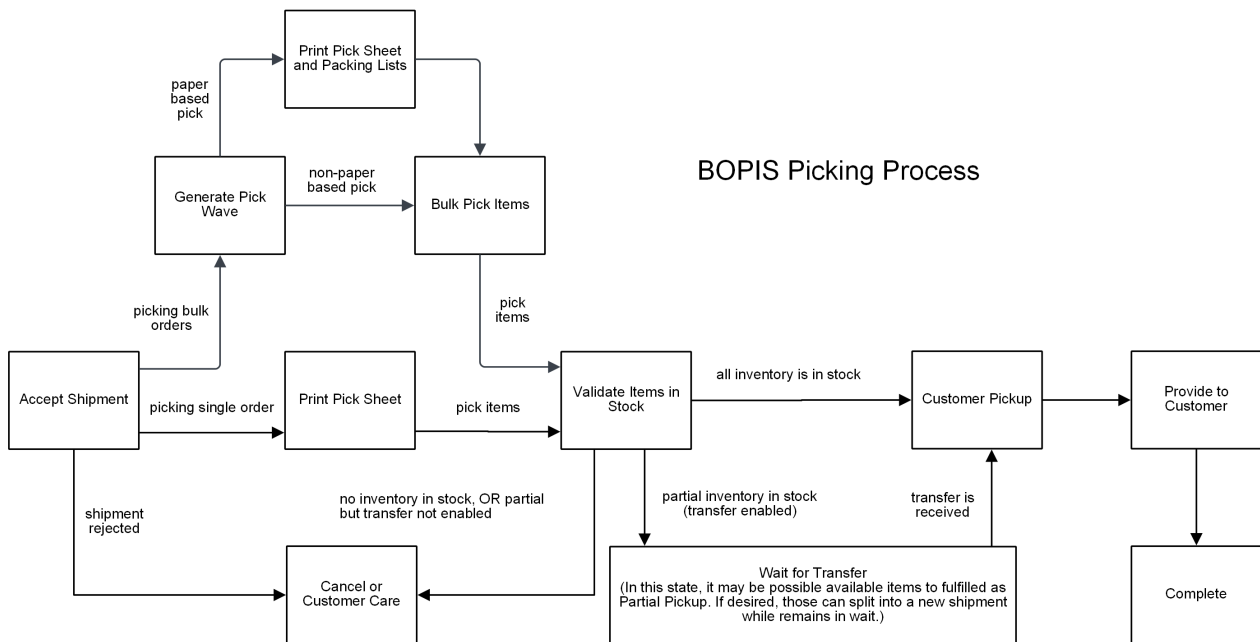 Print Pick Sheet
and Packing Lists
paper
based
pick
BOPIS Picking Process
Generate Pick
Wave
non-paper
based pick
Bulk Pick Items
picking bulk
orders
pick
items
Accept Shipment
picking single order
Print Pick Sheet
pick items
Validate Items in
Stock
all inventory is in stock
Customer Pickup
Provide to
Customer
shipment
rejected
no inventory in stock, OR partial
but transfer not enabled
partial inventory in stock
(transfer enabled)
transfer is
received
Cancel or
Customer Care
Wait for Transfer
(In this state, it may be possible available items to fulfilled as
Partial Pickup. If desired, those can split into a new shipment
while remains in wait.)
Complete